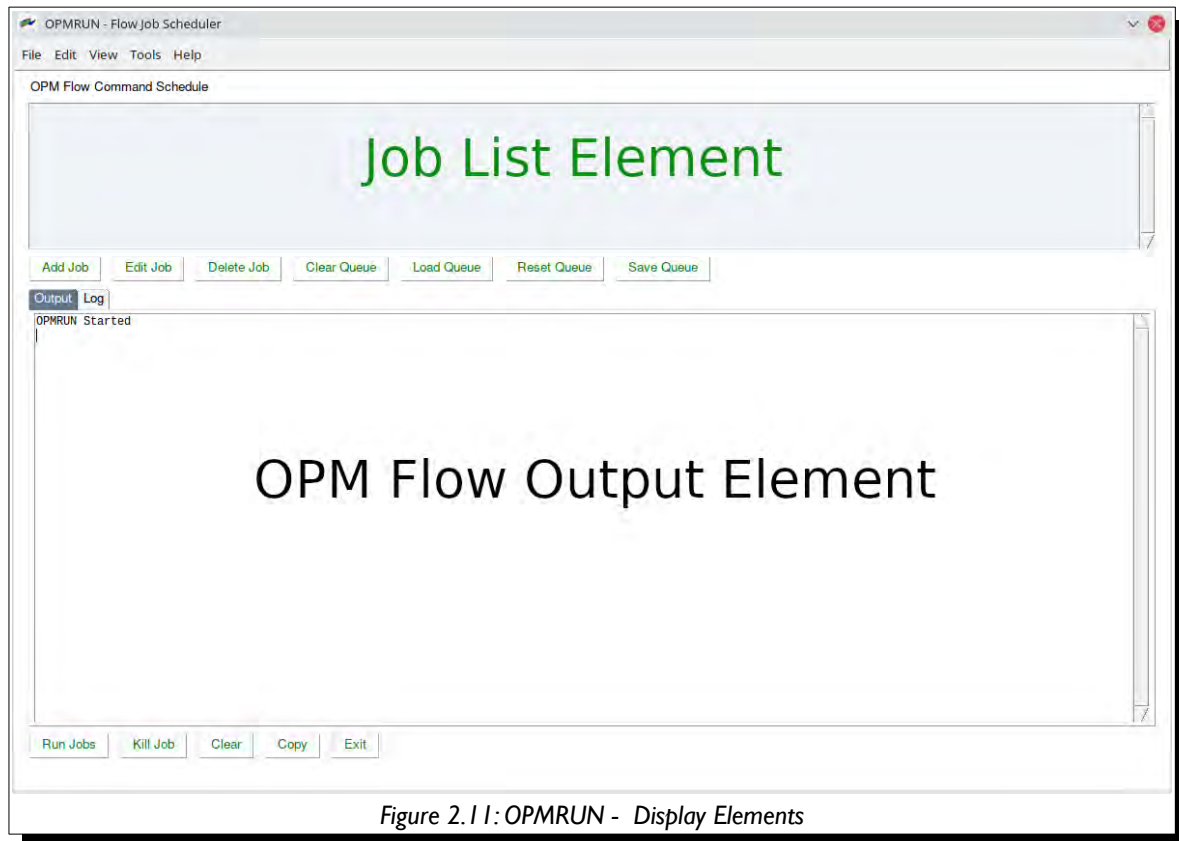 OPMRUN - Flow Job Scheduler
File Edit View Tools Help
OPM Flow Command Schedule
Job List Element
Add Job Edit Job Delete Job Clear Queue Load Queue Reset Queue Save Queue
Output Log
OPMRUN Started
OPM Flow Output Element
Run Jobs Kill Job Clear Copy Exit
Figure 2.11: OPMRUN - Display Elements